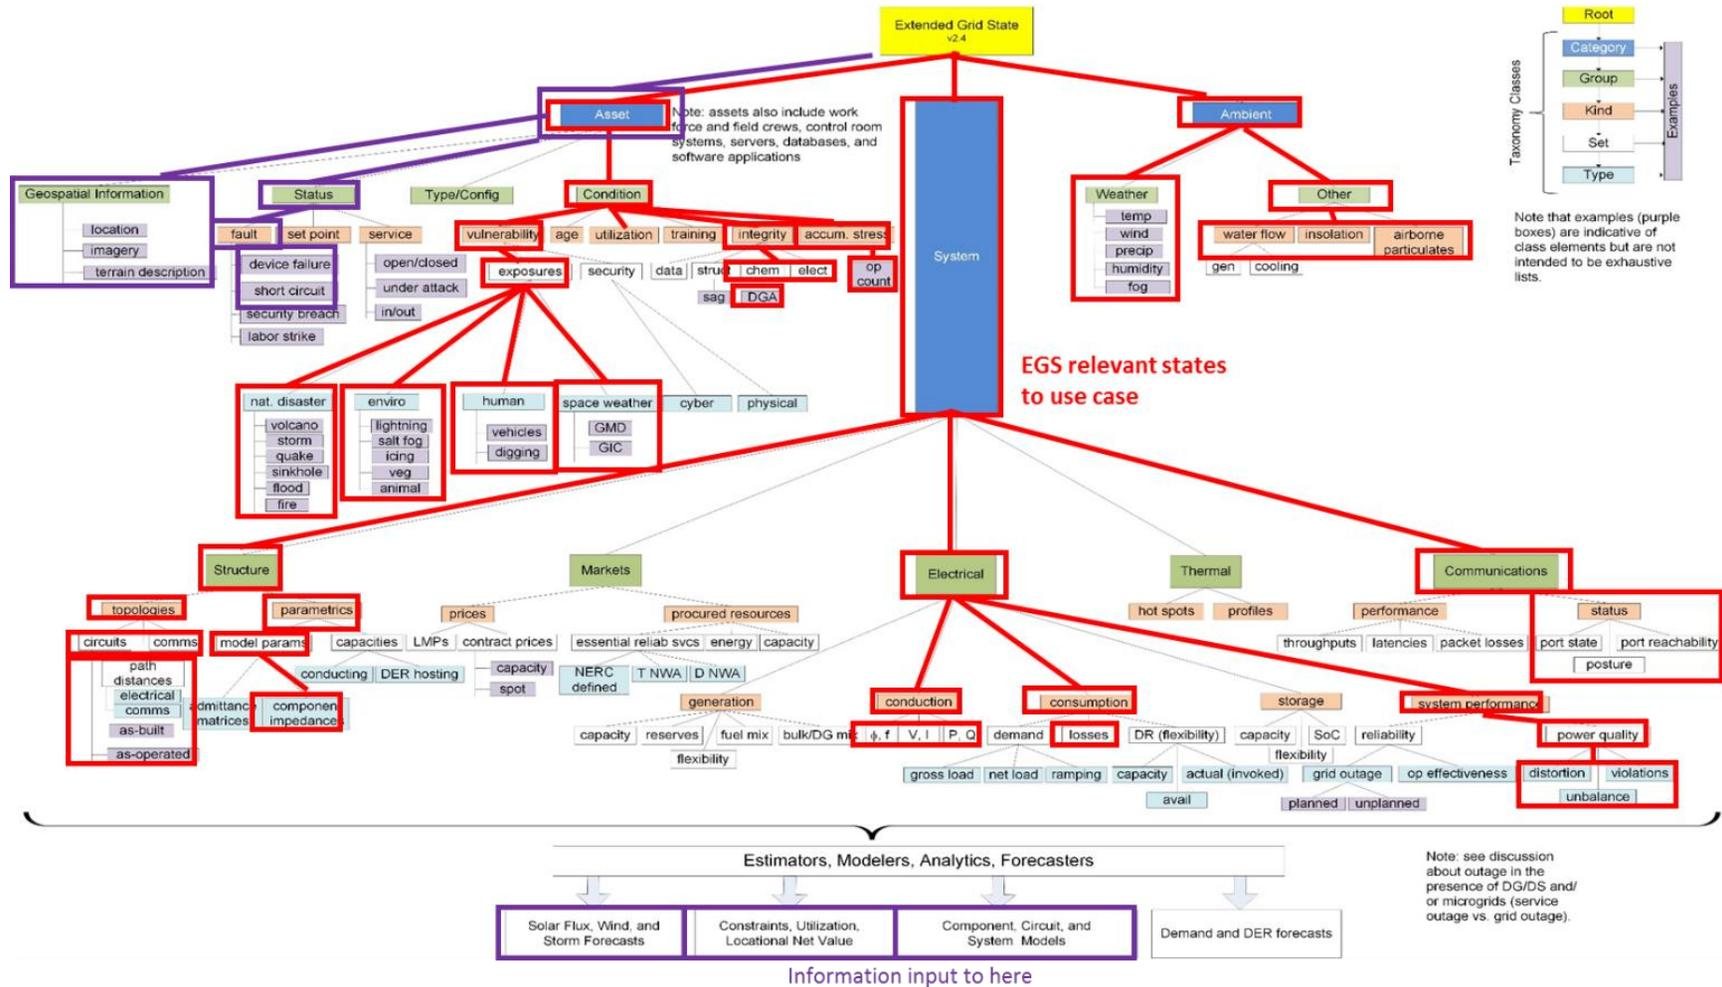 Extended Grid State
v2.4
Root
Category
Group
Kind
Set
Type
Taxonomy Classes
Examples
Asset
Note: assets also include work
force and field crews, control room
systems, servers, databases, and
software applications
Ambient
Note that examples (purple
boxes) are indicative of
class elements but are not
intended to be exhaustive
lists.
Geospatial Information
location
imagery
terrain description
Status
Type/Config
Condition
Weather
temp
wind
precip
humidity
fog
Other
fault
set point
service
vulnerability
age
utilization
training
integrity
accum. stress
water flow
insolation
airborne
particulates
gen
cooling
device failure
short circuit
security breach
labor strike
open/closed
under attack
in/out
exposures
security
data
struct
chem
elect
op
count
sag
DGA
System
EGS relevant states
to use case
nat. disaster
volcano
storm
quake
sinkhole
flood
fire
enviro
lightning
salt fog
icing
veg
animal
human
vehicles
digging
space weather
GMD
GIC
cyber
physical
Structure
Markets
Electrical
Thermal
Communications
topologies
parametrics
prices
procured resources
hot spots
profiles
performance
status
circuits
comms
model params
capacities
LMPs
contract prices
essential reliab svcs
energy
capacity
throughputs
latencies
packet losses
port state
port reachability
posture
path
distances
electrical
comms
as-built
as-operated
admittance
matrices
component
impedances
conducting
DER hosting
capacity
spot
NERC
defined
T NWA
D NWA
generation
conduction
consumption
storage
system performance
capacity
reserves
fuel mix
bulk/DG mix
flexibility
ϕ, f
V, I
P, Q
demand
losses
DR (flexibility)
capacity
SoC
flexibility
reliability
power quality
gross load
net load
ramping
capacity
actual (invoked)
avail
grid outage
op effectiveness
planned
unplanned
distortion
violations
unbalance
Estimators, Modelers, Analytics, Forecasters
Solar Flux, Wind, and
Storm Forecasts
Constraints, Utilization,
Locational Net Value
Component, Circuit, and
System Models
Demand and DER forecasts
Note: see discussion
about outage in the
presence of DG/DS and/
or microgrids (service
outage vs. grid outage).
Information input to here